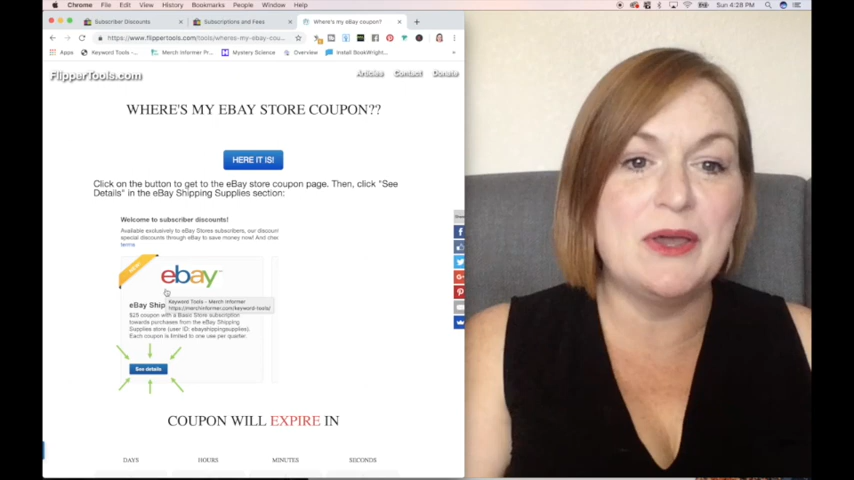 Chrome File Edit View History Bookmarks People Window Help
Sun 4:28 PM
Subscriber Discounts
Subscriptions and Fees
Where's my eBay coupon?
https://www.flippertools.com/tools/wheres-my-ebay-cou...
Apps
Keyword Tools -...
Merch Informer Pr...
Mystery Science
Overview
Install BookWright...
FlipperTools.com
Articles
Contact
Donate
WHERE'S MY EBAY STORE COUPON??
HERE IT IS!
Click on the button to get to the eBay store coupon page. Then, click "See
Details" in the eBay Shipping Supplies section:
Welcome to subscriber discounts!
Available exclusively to eBay Stores subscribers, our discoun
special discounts through eBay to save money now! And chec
terms
NEW!
ebay
eBay Ship
Keyword Tools - Merch Informer
https://merchinformer.com/keyword-tools/
$25 coupon with a Basic Store subscription
towards purchases from the eBay Shipping
Supplies store (user ID: ebayshippingsupplies).
Each coupon is limited to one use per quarter.
See details
COUPON WILL EXPIRE IN
DAYS
HOURS
MINUTES
SECONDS